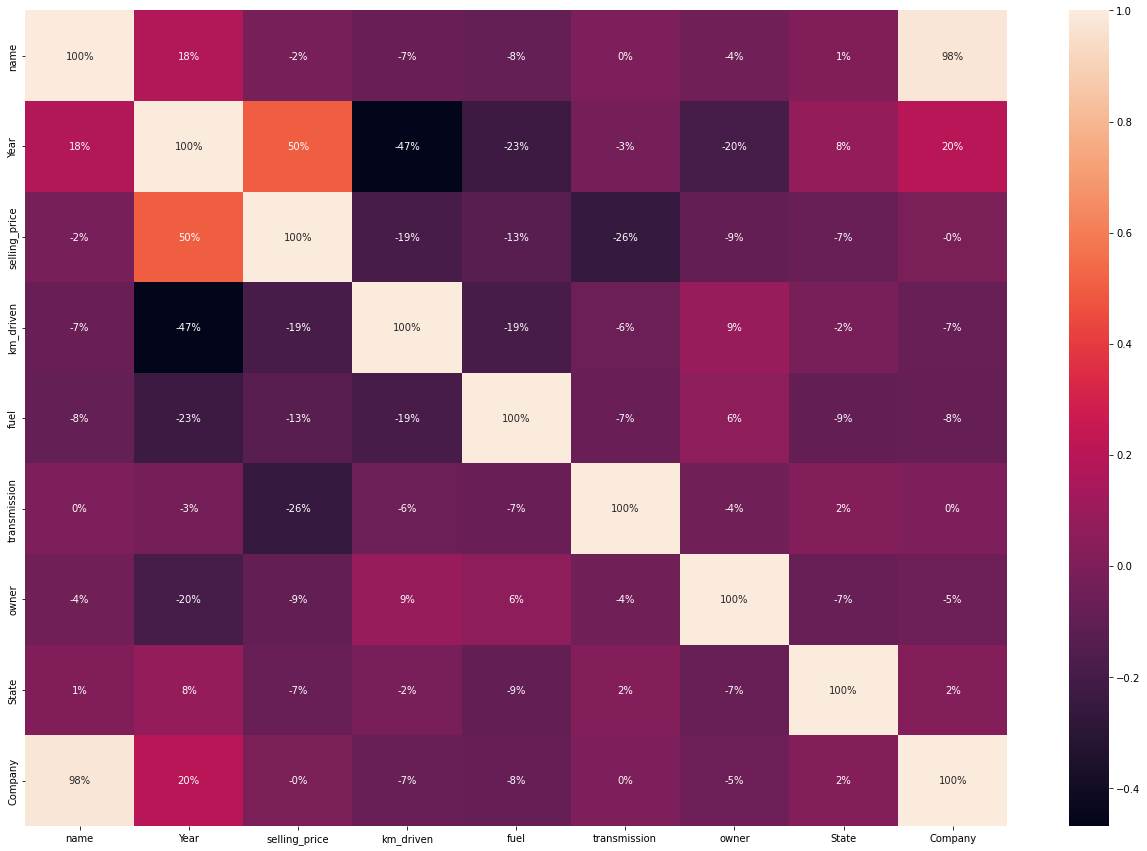 name 100% 18% -2% -7% -8% 0% -4% 1% 98%
Year 18% 100% 50% -47% -23% -3% -20% 8% 20%
selling_price -2% 50% 100% -19% -13% -26% -9% -7% -0%
km_driven -7% -47% -19% 100% -19% -6% 9% -2% -7%
fuel -8% -23% -13% -19% 100% -7% 6% -9% -8%
transmission 0% -3% -26% -6% -7% 100% -4% 2% 0%
owner -4% -20% -9% 9% 6% -4% 100% -7% -5%
State 1% 8% -7% -2% -9% 2% -7% 100% 2%
Company 98% 20% -0% -7% -8% 0% -5% 2% 100%
name Year selling_price km_driven fuel transmission owner State Company
1.0
0.8
0.6
0.4
0.2
0.0
−0.2
−0.4